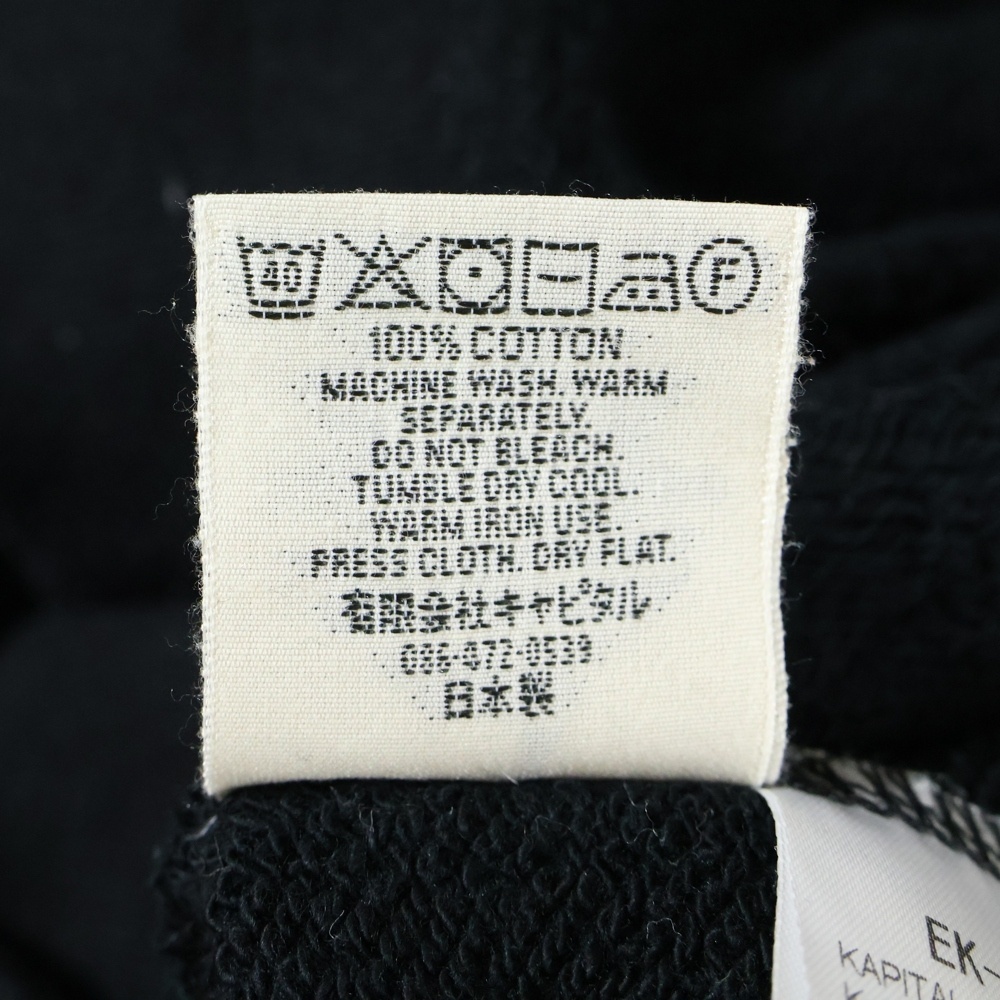 40
F
100% COTTON
MACHINE WASH. WARM
SEPARATELY.
DO NOT BLEACH.
TUMBLE DRY COOL.
WARM IRON USE.
PRESS CLOTH. DRY FLAT.
有限会社キャピタル
086-472-0539
日本製
EK-
KAPITAL
K